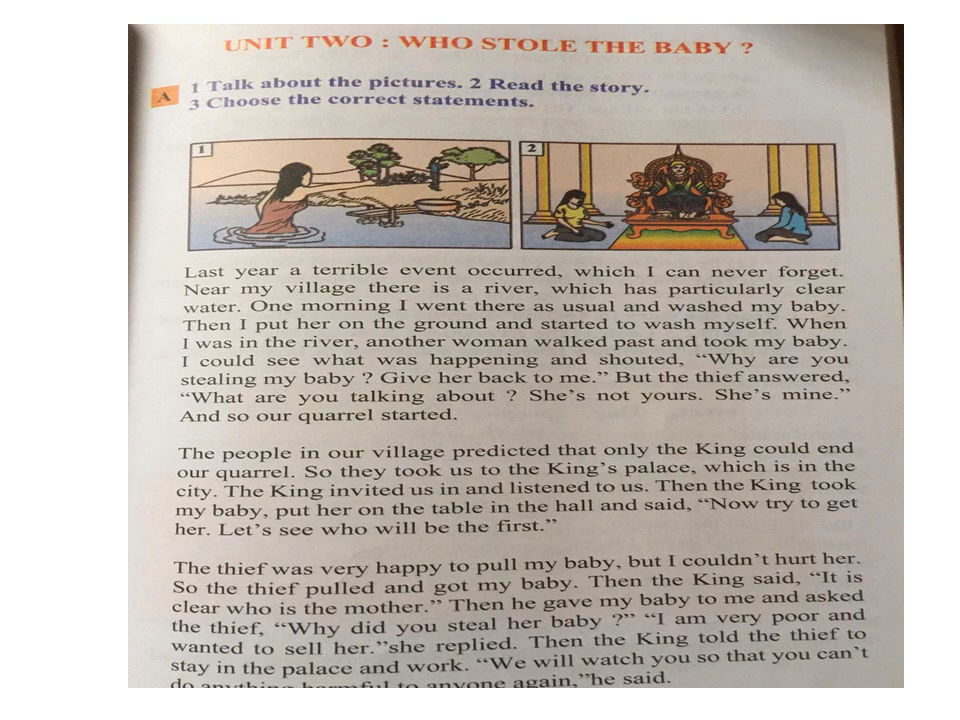 UNIT TWO : WHO STOLE THE BABY ?
A
1 Talk about the pictures. 2 Read the story.
3 Choose the correct statements.
1
2
Last year a terrible event occurred, which I can never forget.
Near my village there is a river, which has particularly clear
water. One morning I went there as usual and washed my baby.
Then I put her on the ground and started to wash myself. When
I was in the river, another woman walked past and took my baby.
I could see what was happening and shouted, “Why are you
stealing my baby ? Give her back to me.” But the thief answered,
“What are you talking about ? She’s not yours. She’s mine.”
And so our quarrel started.
The people in our village predicted that only the King could end
our quarrel. So they took us to the King’s palace, which is in the
city. The King invited us in and listened to us. Then the King took
my baby, put her on the table in the hall and said, “Now try to get
her. Let’s see who will be the first.”
The thief was very happy to pull my baby, but I couldn’t hurt her.
So the thief pulled and got my baby. Then the King said, “It is
clear who is the mother.” Then he gave my baby to me and asked
the thief, “Why did you steal her baby ?” “I am very poor and
wanted to sell her.”she replied. Then the King told the thief to
stay in the palace and work. “We will watch you so that you can’t
do anything harmful to anyone again,”he said.